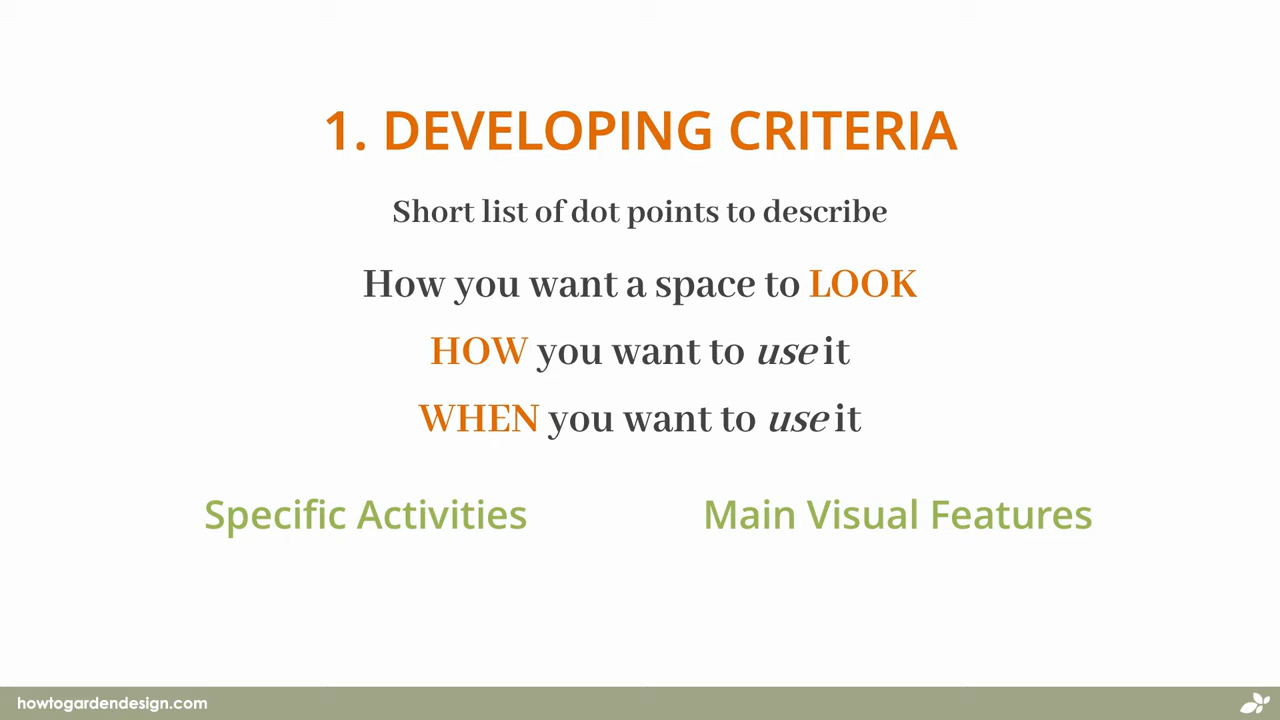 1. DEVELOPING CRITERIA
Short list of dot points to describe
How you want a space to LOOK
HOW you want to use it
WHEN you want to use it
Specific Activities
Main Visual Features
howtogardendesign.com